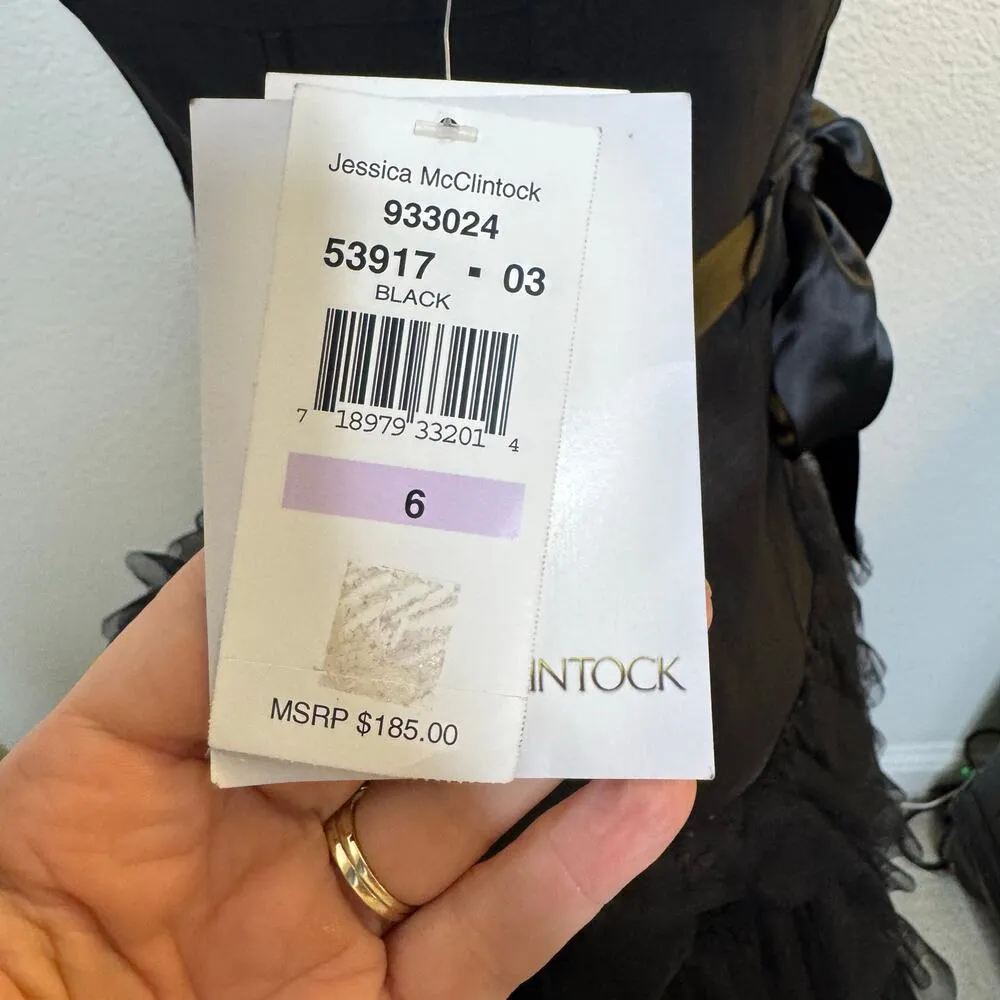 Jessica McClintock
933024
53917 ▪ 03
BLACK
7 18979 33201 4
6
MSRP $185.00
INTOCK